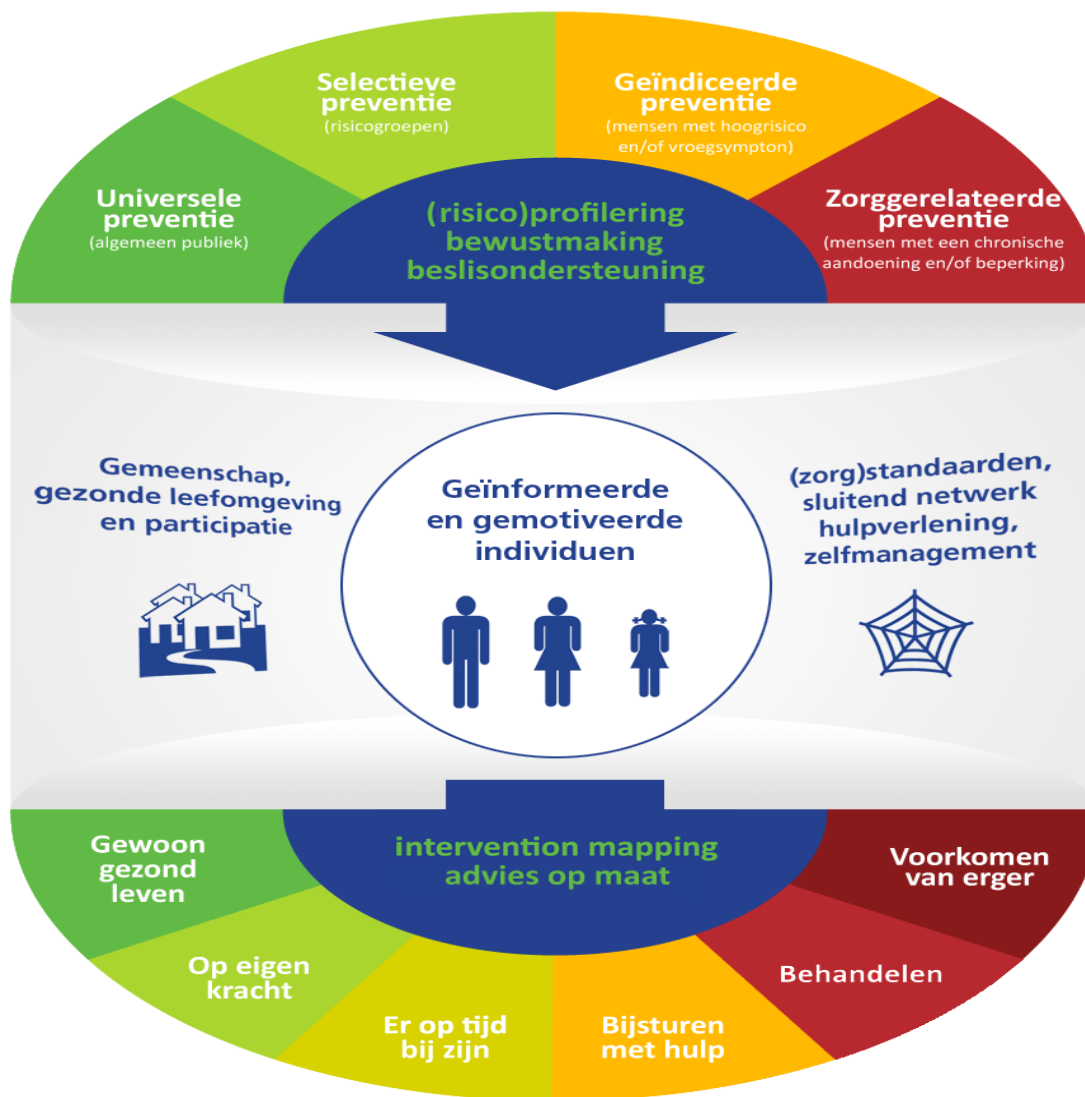 Selectieve
preventie
(risicogroepen)
Geïndiceerde
preventie
(mensen met hoogrisico
en/of vroegsympton)
Universele
preventie
(algemeen publiek)
Zorggerelateerde
preventie
(mensen met een chronische
aandoening en/of beperking)
(risico)profilering
bewustmaking
beslisondersteuning
Gemeenschap,
gezonde leefomgeving
en participatie
Geïnformeerde
en gemotiveerde
individuen
(zorg)standaarden,
sluitend netwerk
hulpverlening,
zelfmanagement
intervention mapping
advies op maat
Gewoon
gezond
leven
Op eigen
kracht
Er op tijd
bij zijn
Bijsturen
met hulp
Behandelen
Voorkomen
van erger